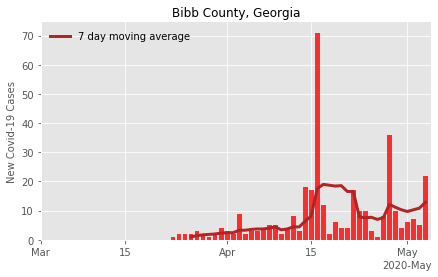 Bibb County, Georgia
7 day moving average
New Covid-19 Cases
70
60
50
40
30
20
10
0
Mar 15 Apr 15 May
2020-May